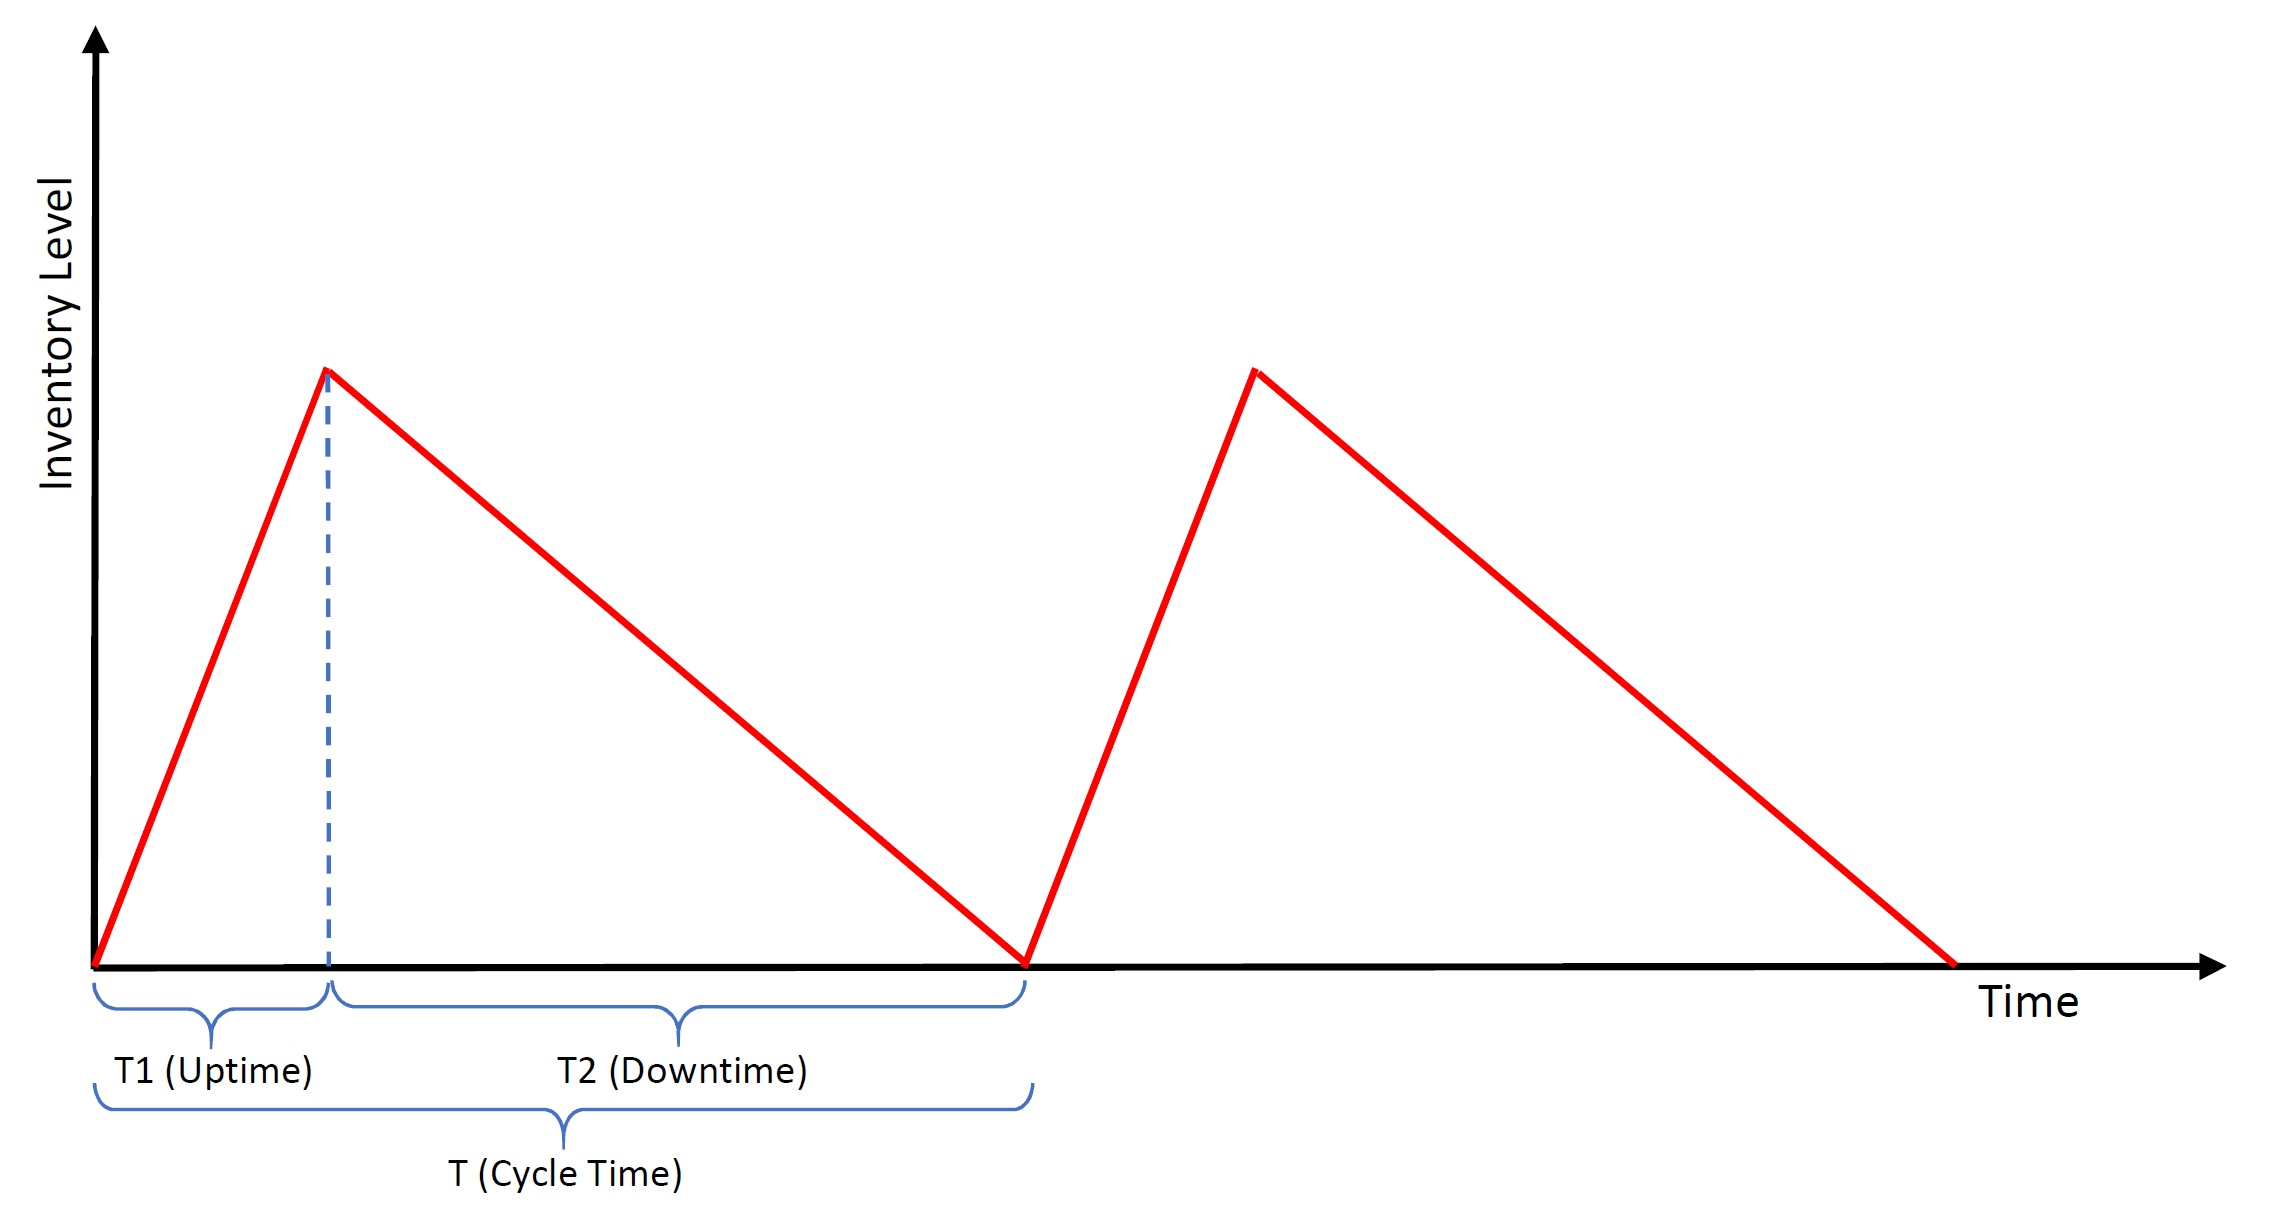 Inventory Level
Time
T1 (Uptime)
T2 (Downtime)
T (Cycle Time)